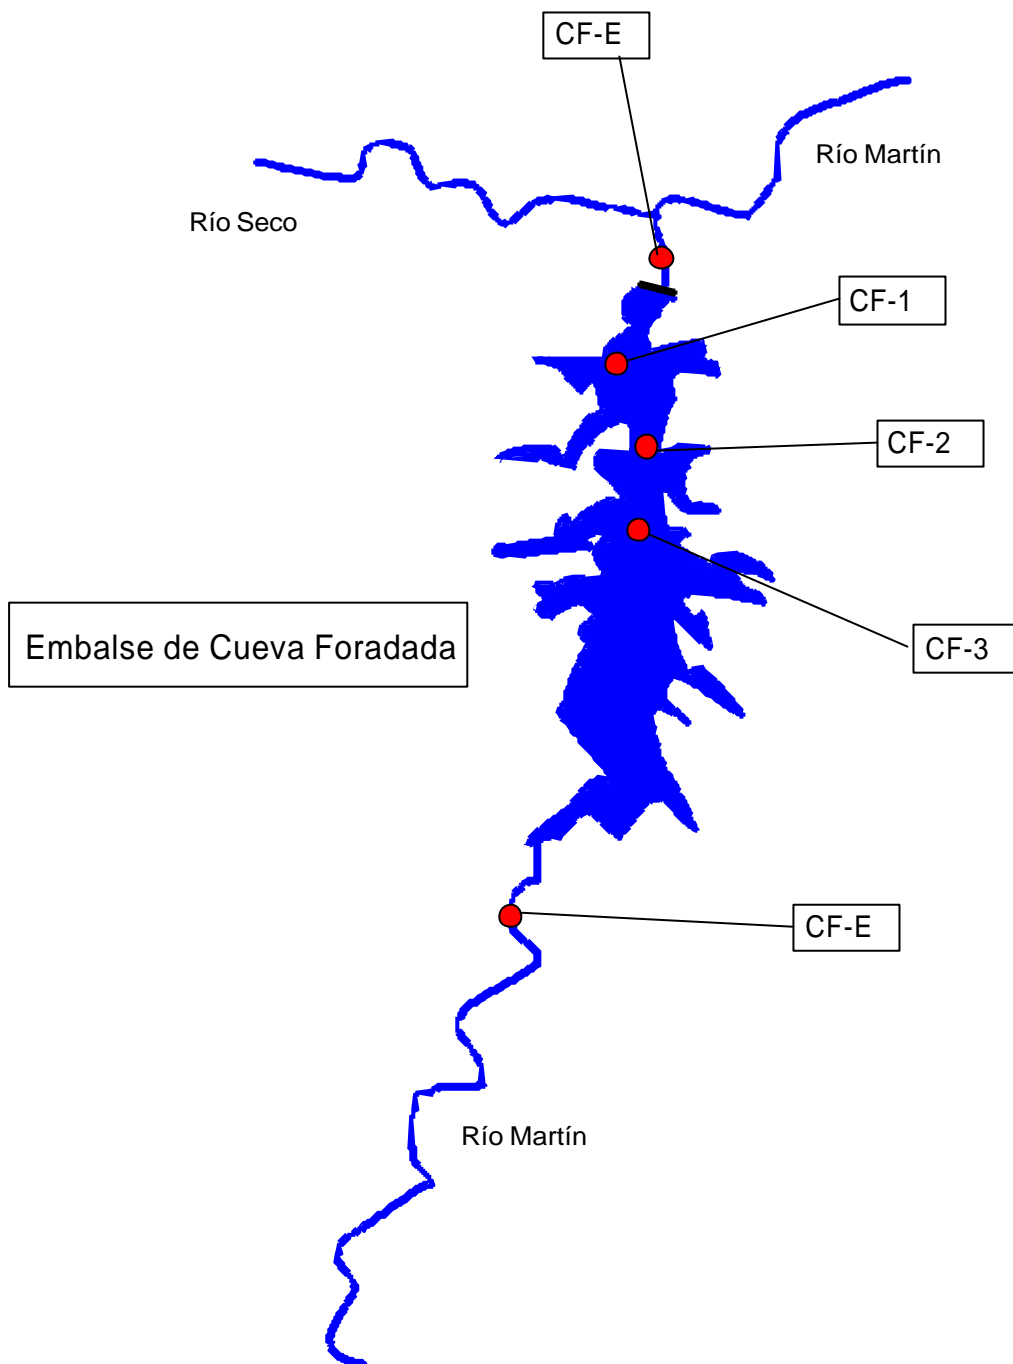 CF-E
Río Martín
Río Seco
CF-1
CF-2
Embalse de Cueva Foradada
CF-3
CF-E
Río Martín